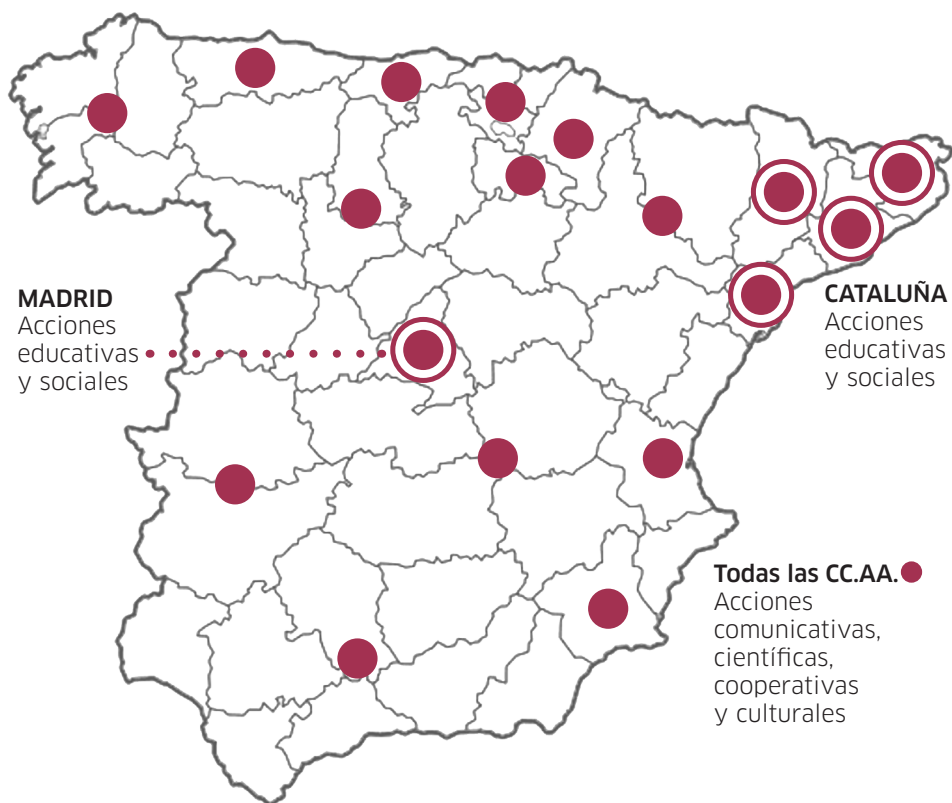 MADRID
Acciones
educativas
y sociales
CATALUÑA
Acciones
educativas
y sociales
Todas las CC.AA.
Acciones
comunicativas,
científicas,
cooperativas
y culturales